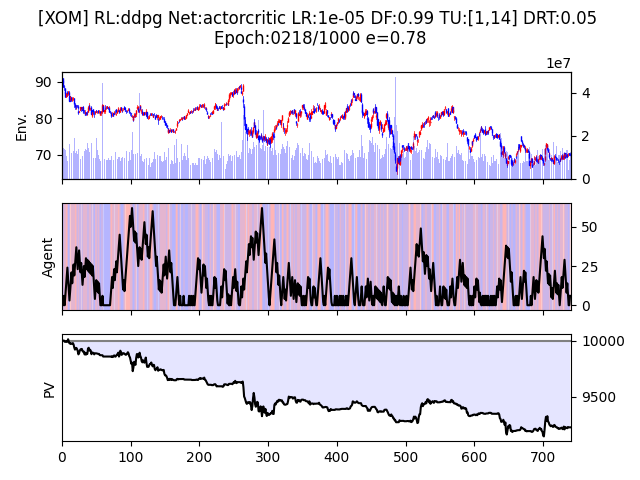 [XOM] RL:ddpg Net:actorcritic LR:1e-05 DF:0.99 TU:[1,14] DRT:0.05
Epoch:0218/1000 e=0.78
1e7
90
80
70
Env.
4
2
0
Agent
50
25
0
PV
10000
9500
0 100 200 300 400 500 600 700